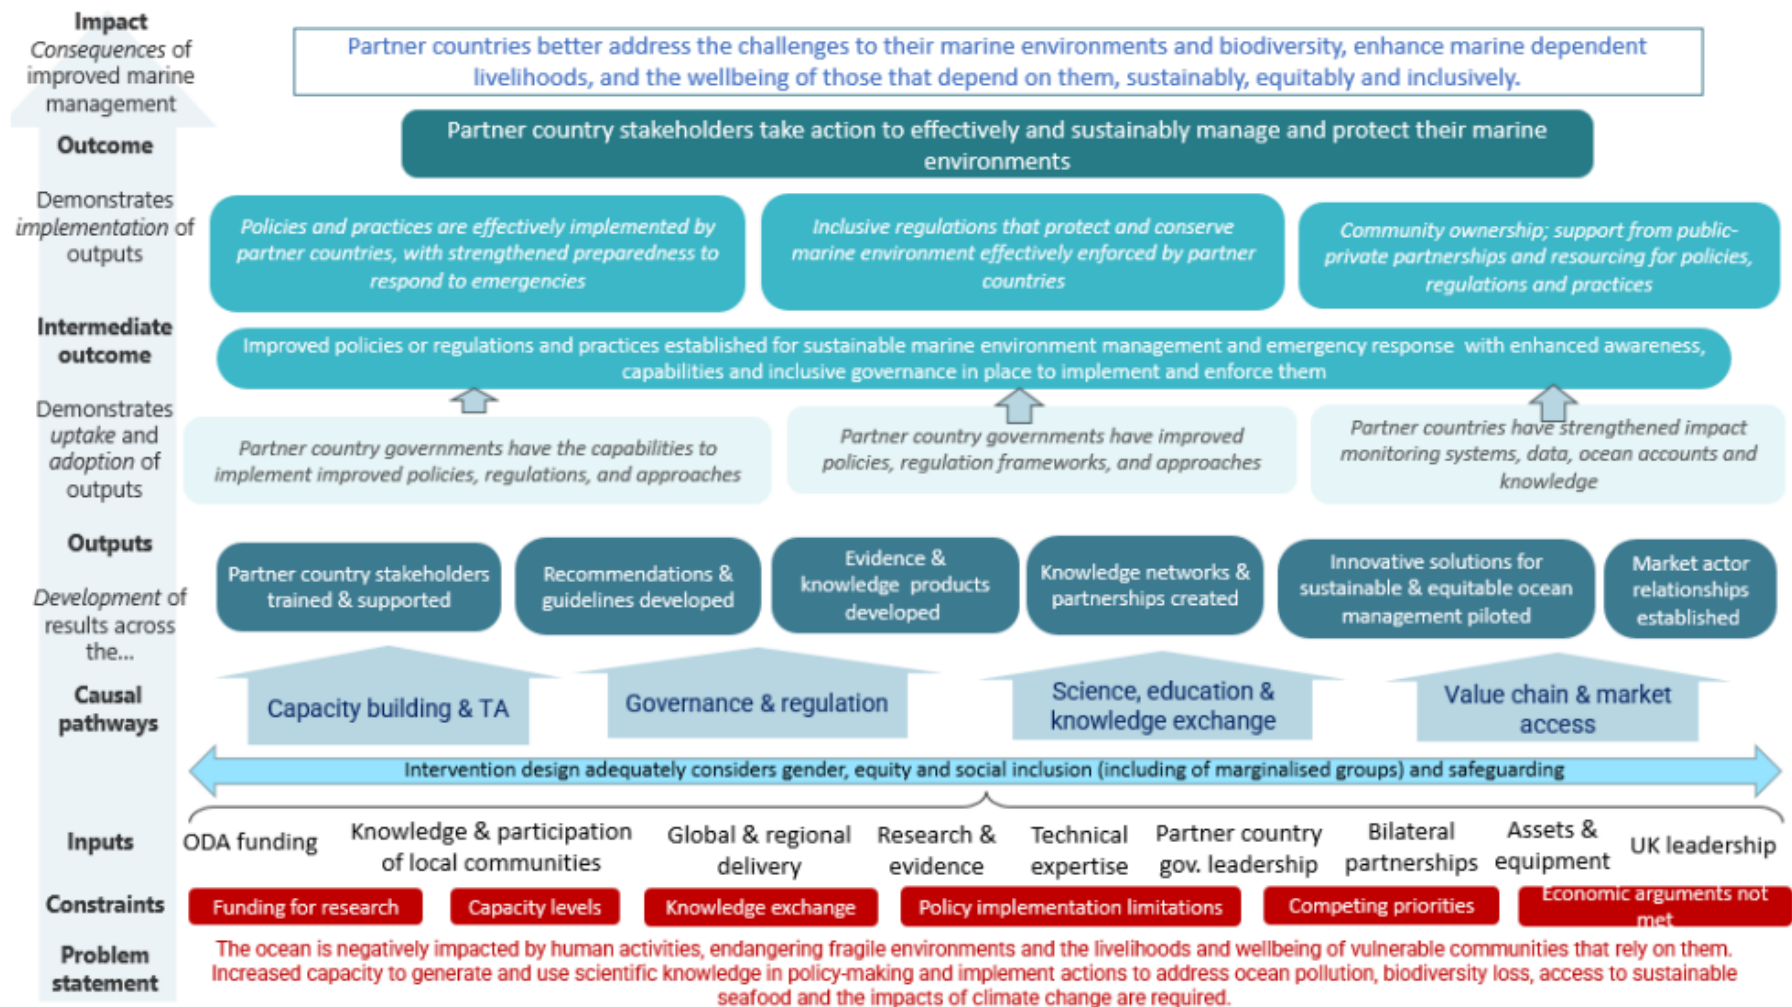 Impact
Consequences of
improved marine
management
Partner countries better address the challenges to their marine environments and biodiversity, enhance marine dependent
livelihoods, and the wellbeing of those that depend on them, sustainably, equitably and inclusively.
Outcome
Partner country stakeholders take action to effectively and sustainably manage and protect their marine
environments
Demonstrates
implementation of
outputs
Policies and practices are effectively implemented by
partner countries, with strengthened preparedness to
respond to emergencies
Inclusive regulations that protect and conserve
marine environment effectively enforced by partner
countries
Community ownership; support from public-
private partnerships and resourcing for policies,
regulations and practices
Intermediate
outcome
Improved policies or regulations and practices established for sustainable marine environment management and emergency response with enhanced awareness,
capabilities and inclusive governance in place to implement and enforce them
Demonstrates
uptake and
adoption of
outputs
Partner country governments have the capabilities to
implement improved policies, regulations, and approaches
Partner country governments have improved
policies, regulation frameworks, and approaches
Partner countries have strengthened impact
monitoring systems, data, ocean accounts and
knowledge
Outputs
Development of
results across
the...
Partner country stakeholders
trained & supported
Recommendations &
guidelines developed
Evidence &
knowledge products
developed
Knowledge networks &
partnerships created
Innovative solutions for
sustainable & equitable ocean
management piloted
Market actor
relationships
established
Causal
pathways
Capacity building & TA
Governance & regulation
Science, education &
knowledge exchange
Value chain & market
access
Intervention design adequately considers gender, equity and social inclusion (including of marginalised groups) and safeguarding
Inputs
ODA funding
Knowledge & participation
of local communities
Global & regional
delivery
Research &
evidence
Technical
expertise
Partner country
gov. leadership
Bilateral
partnerships
Assets &
equipment
UK leadership
Constraints
Funding for research
Capacity levels
Knowledge exchange
Policy implementation limitations
Competing priorities
Economic arguments not
met
Problem
statement
The ocean is negatively impacted by human activities, endangering fragile environments and the livelihoods and wellbeing of vulnerable communities that rely on them.
Increased capacity to generate and use scientific knowledge in policy-making and implement actions to address ocean pollution, biodiversity loss, access to sustainable
seafood and the impacts of climate change are required.